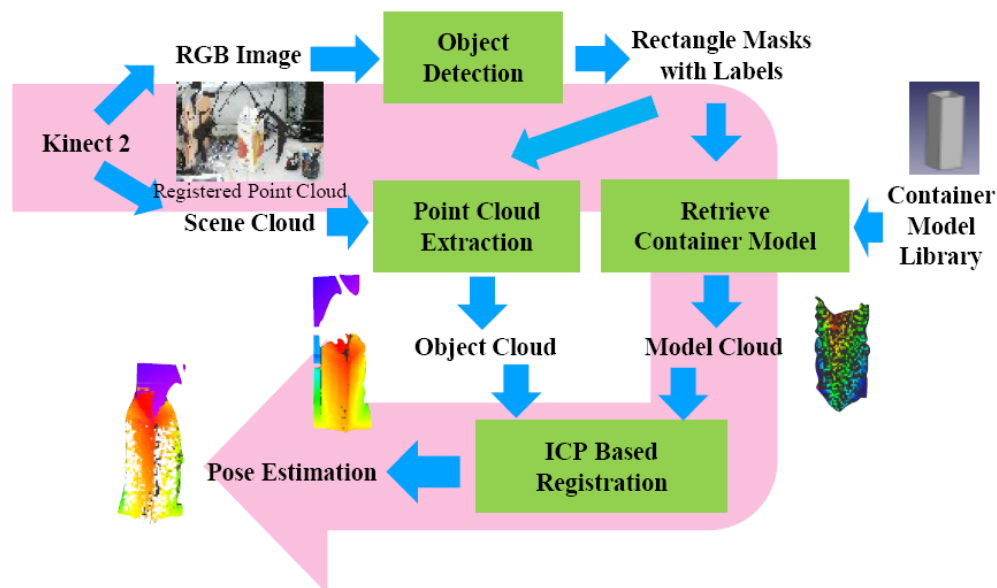 RGB Image
Object
Detection
Rectangle Masks
with Labels
Kinect 2
Registered Point Cloud
Scene Cloud
Point Cloud
Extraction
Retrieve
Container Model
Container
Model
Library
Object Cloud
Model Cloud
Pose Estimation
ICP Based
Registration